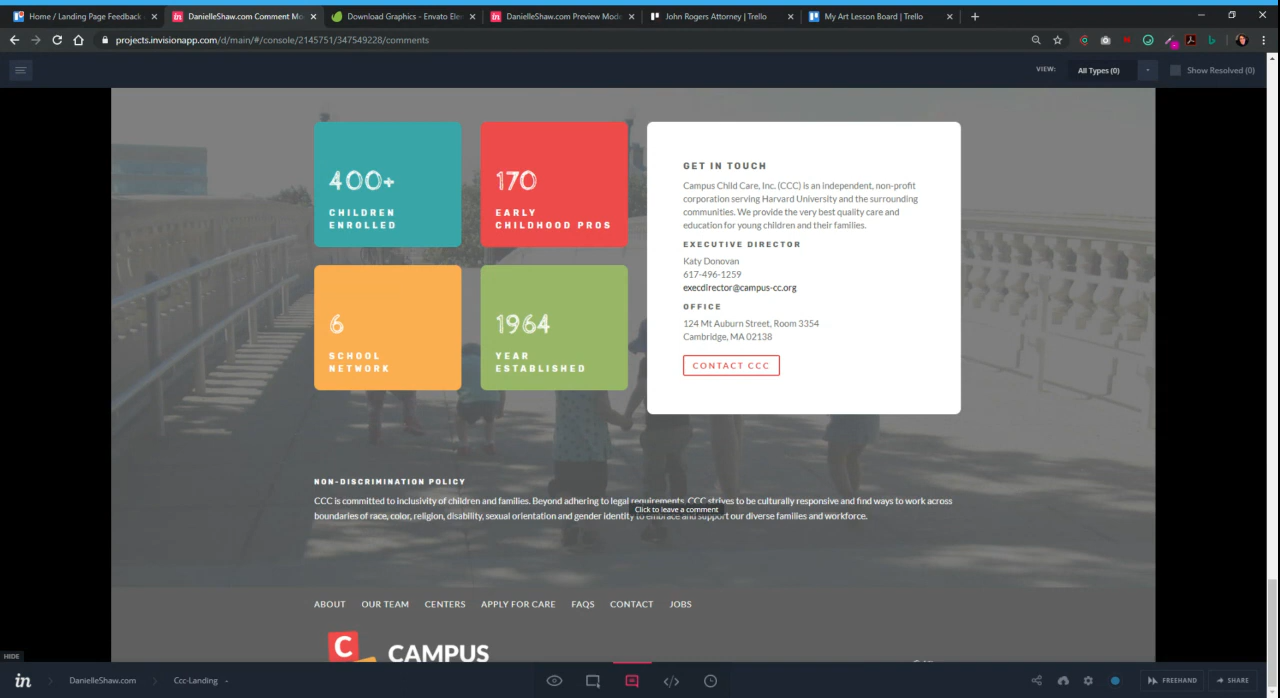 Home / Landing Page Feedback
DanielleShaw.com Comment Mo
Download Graphics - Envato Ele
DanielleShaw.com Preview Mode
John Rogers Attorney | Trello
My Art Lesson Board | Trello
projects.invisionapp.com/d/main/#/console/2145751/347549228/comments
VIEW:
All Types (0)
Show Resolved (0)
400+
CHILDREN
ENROLLED
170
EARLY
CHILDHOOD PROS
6
SCHOOL
NETWORK
1964
YEAR
ESTABLISHED
GET IN TOUCH
Campus Child Care, Inc. (CCC) is an independent, non-profit
corporation serving Harvard University and the surrounding
communities. We provide the very best quality care and
education for young children and their families.
EXECUTIVE DIRECTOR
Katy Donovan
617-496-1259
execdirector@campus-cc.org
OFFICE
124 Mt Auburn Street, Room 3354
Cambridge, MA 02138
CONTACT CCC
NON-DISCRIMINATION POLICY
CCC is committed to inclusivity of children and families. Beyond adhering to legal requirements, CCC strives to be culturally responsive and find ways to work across
Click to leave a comment
boundaries of race, color, religion, disability, sexual orientation and gender identity to embrace and support our diverse families and workforce.
ABOUT OUR TEAM CENTERS APPLY FOR CARE FAQS CONTACT JOBS
C CAMPUS
HIDE
in DanielleShaw.com Ccc-Landing
FREEHAND SHARE